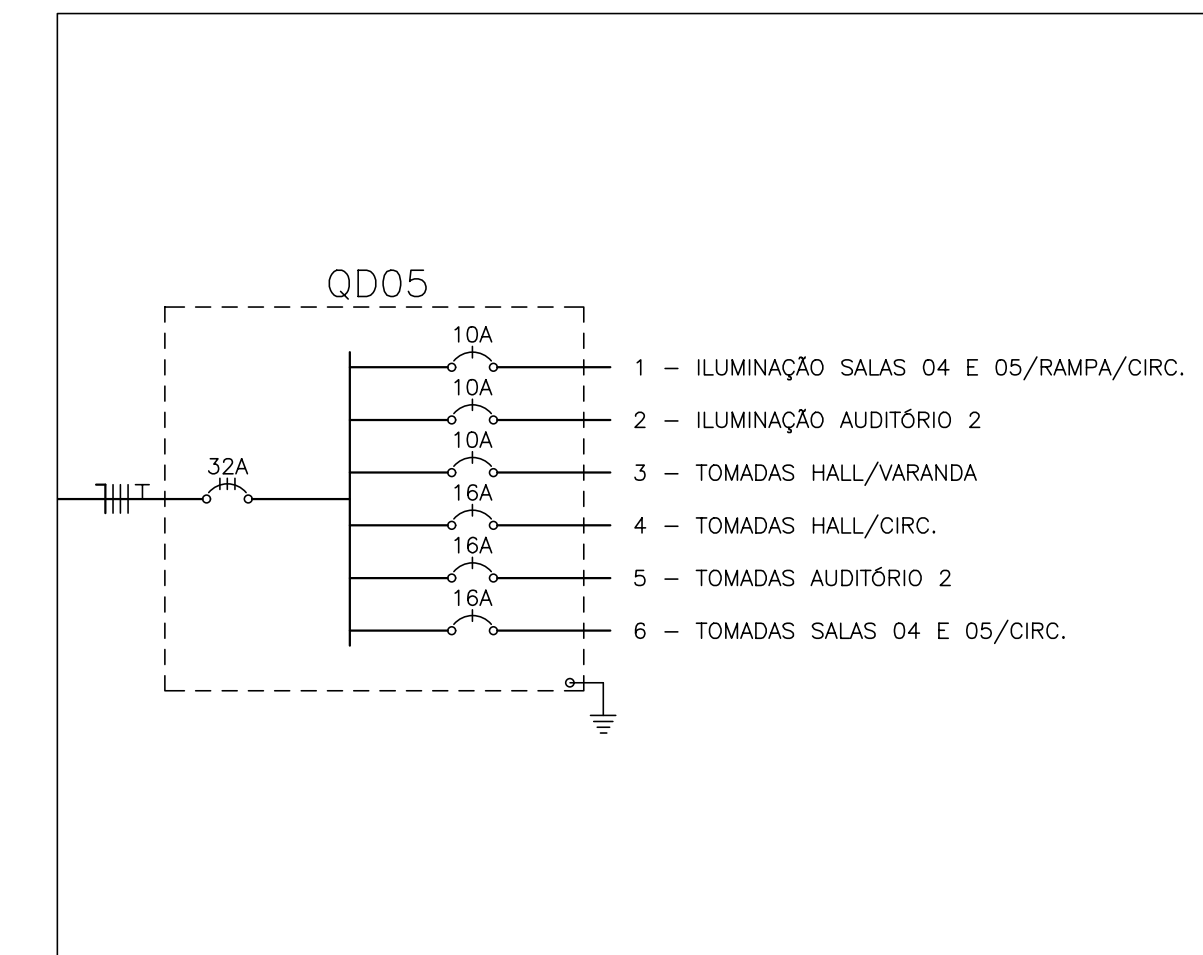 QD05
10A
1 – ILUMINAÇÃO SALAS 04 E 05/RAMPA/CIRC.
10A
2 – ILUMINAÇÃO AUDITÓRIO 2
10A
3 – TOMADAS HALL/VARANDA
32A
T
16A
4 – TOMADAS HALL/CIRC.
16A
5 – TOMADAS AUDITÓRIO 2
16A
6 – TOMADAS SALAS 04 E 05/CIRC.